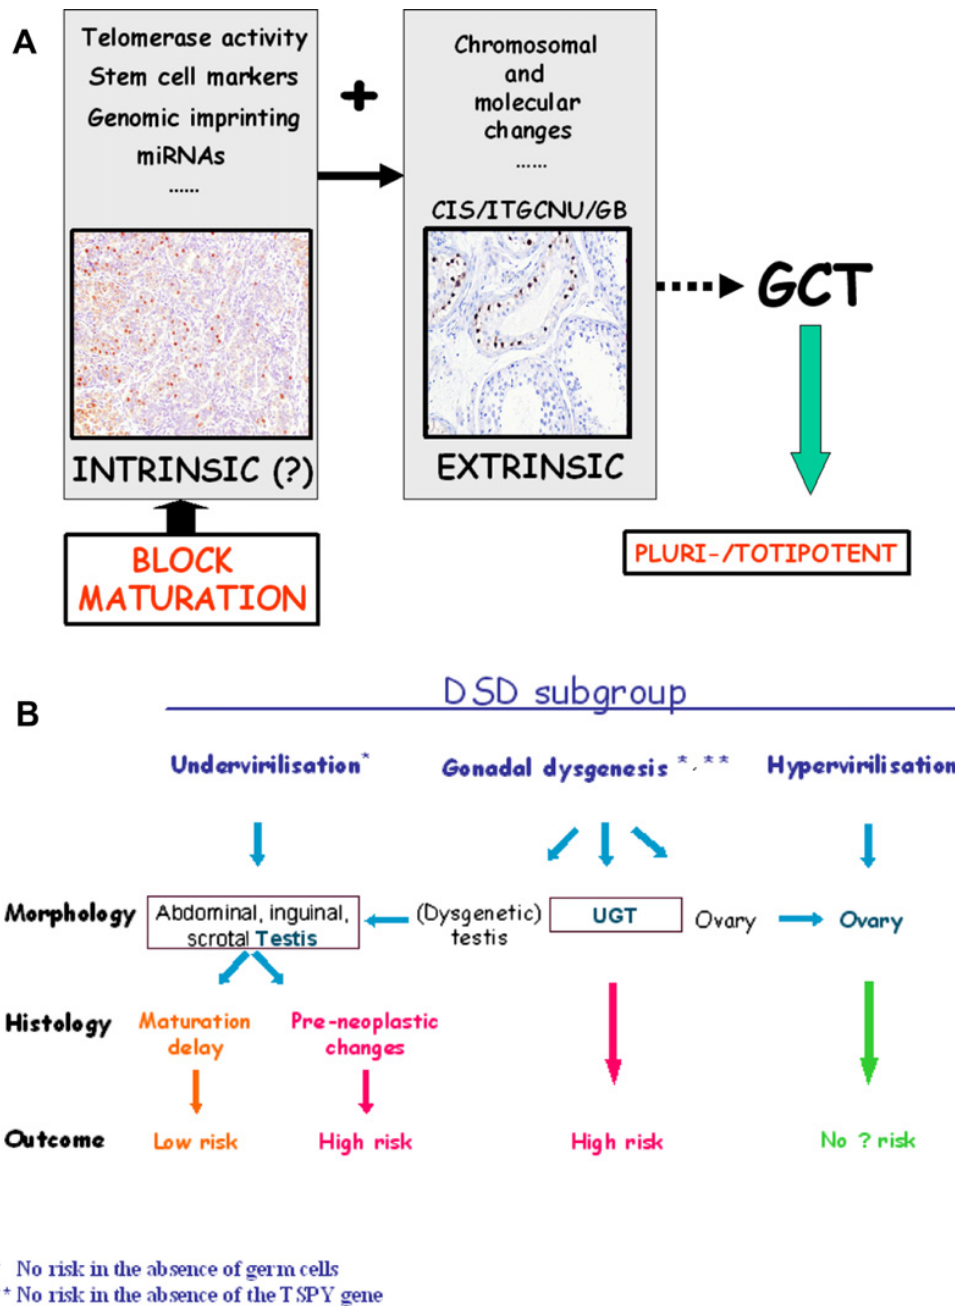 A
Telomerase activity
Stem cell markers
Genomic imprinting
miRNAs
......
INTRINSIC (?)
BLOCK
MATURATION
+
Chromosomal
and
molecular
changes
......
CIS/ITGCNU/GB
EXTRINSIC
GCT
PLURI-/TOTIPOTENT
B
DSD subgroup
Undervirilisation* Gonadal dysgenesis *,** Hypervirilisation
Morphology Abdominal, inguinal, scrotal Testis (Dysgenetic) testis UGT Ovary Ovary
Histology Maturation delay Pre-neoplastic changes
Outcome Low risk High risk High risk No ? risk
No risk in the absence of germ cells
* No risk in the absence of the TSPY gene